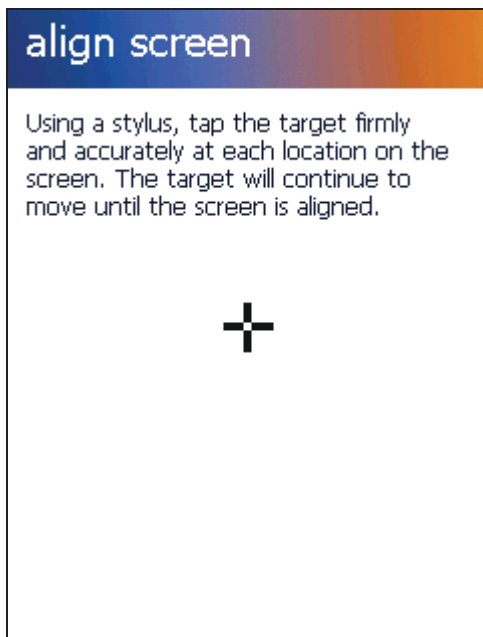 align screen
Using a stylus, tap the target firmly
and accurately at each location on the
screen. The target will continue to
move until the screen is aligned.